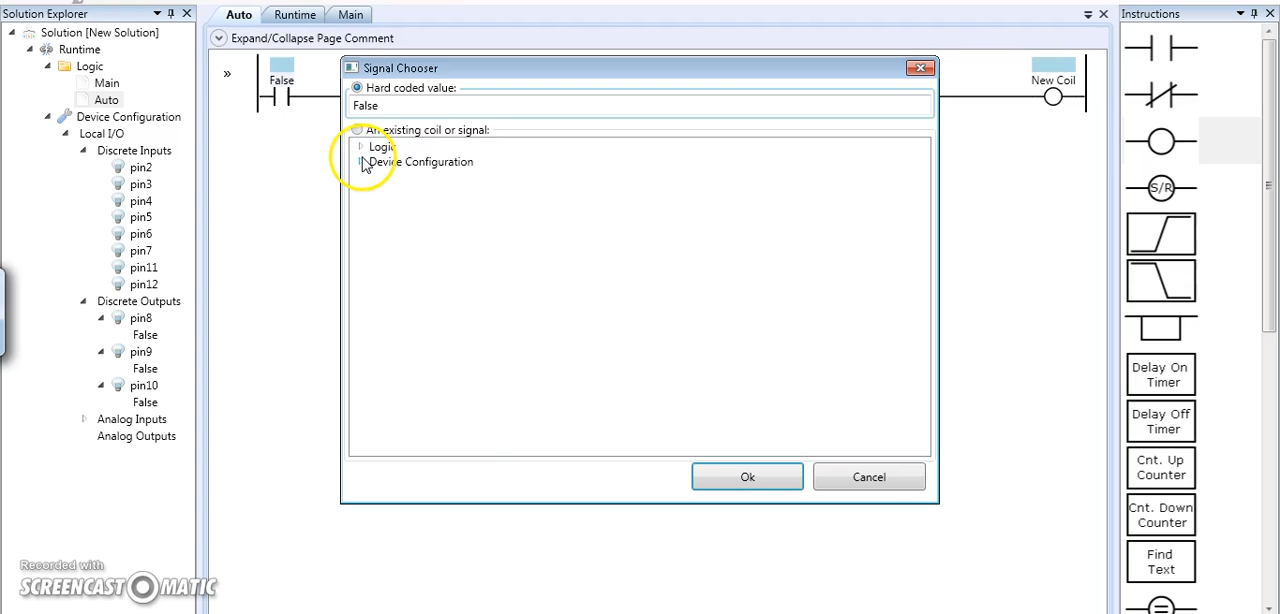 Solution Explorer
Solution [New Solution]
Runtime
Logic
Main
Auto
Device Configuration
Local I/O
Discrete Inputs
pin2
pin3
pin4
pin5
pin6
pin7
pin11
pin12
Discrete Outputs
pin8
False
pin9
False
pin10
False
Analog Inputs
Analog Outputs
Auto
Runtime
Main
Expand/Collapse Page Comment
False
New Coil
Signal Chooser
Hard coded value:
False
An existing coil or signal:
Logic
Device Configuration
Ok
Cancel
Instructions
S/R
Delay On
Timer
Delay Off
Timer
Cnt. Up
Counter
Cnt. Down
Counter
Find
Text
Recorded with
SCREENCAST-O-MATIC